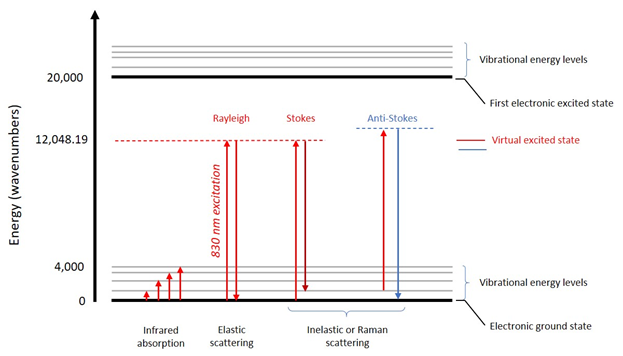 Energy (wavenumbers)
20,000
12,048.19
4,000
0
Vibrational energy levels
First electronic excited state
Rayleigh
Stokes
Anti-Stokes
Virtual excited state
830 nm excitation
Vibrational energy levels
Electronic ground state
Infrared
absorption
Elastic
scattering
Inelastic or Raman
scattering